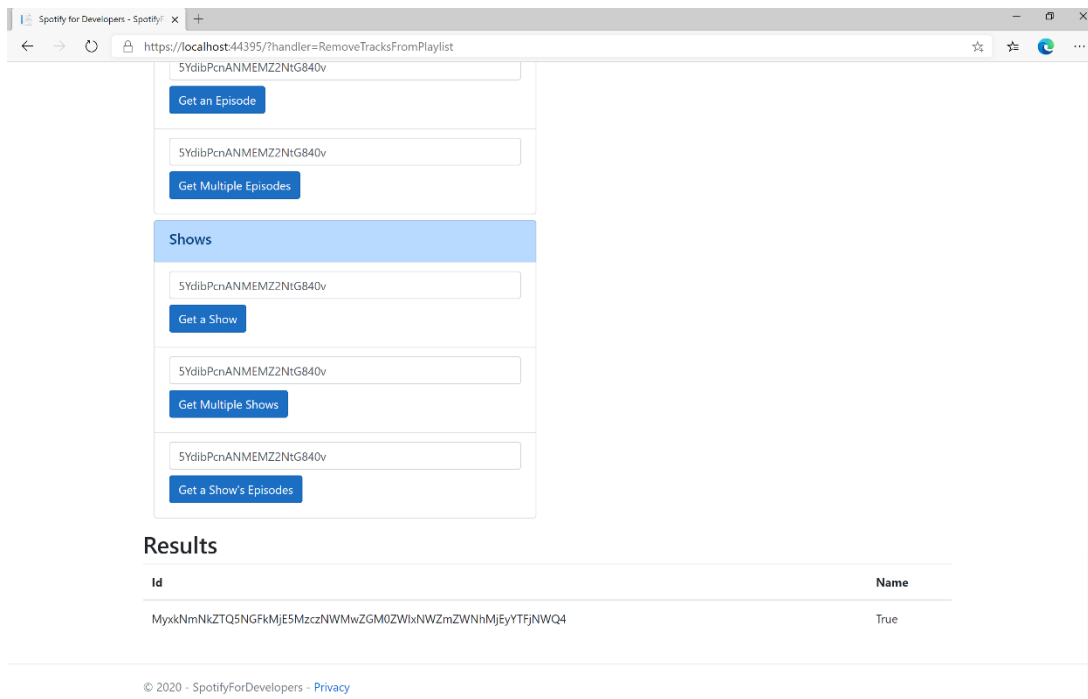 Spotify for Developers - SpotifyF
https://localhost:44395/?handler=RemoveTracksFromPlaylist
5YdibPcnANMEMZ2NtG840v
Get an Episode
5YdibPcnANMEMZ2NtG840v
Get Multiple Episodes
Shows
5YdibPcnANMEMZ2NtG840v
Get a Show
5YdibPcnANMEMZ2NtG840v
Get Multiple Shows
5YdibPcnANMEMZ2NtG840v
Get a Show's Episodes
Results
Id Name
MyxkNmNkZTQ5NGFkMjE5MzczNWMwZGM0ZWIxNWZmZWNhMjEyYTFjNWQ4 True
© 2020 - SpotifyForDevelopers - Privacy